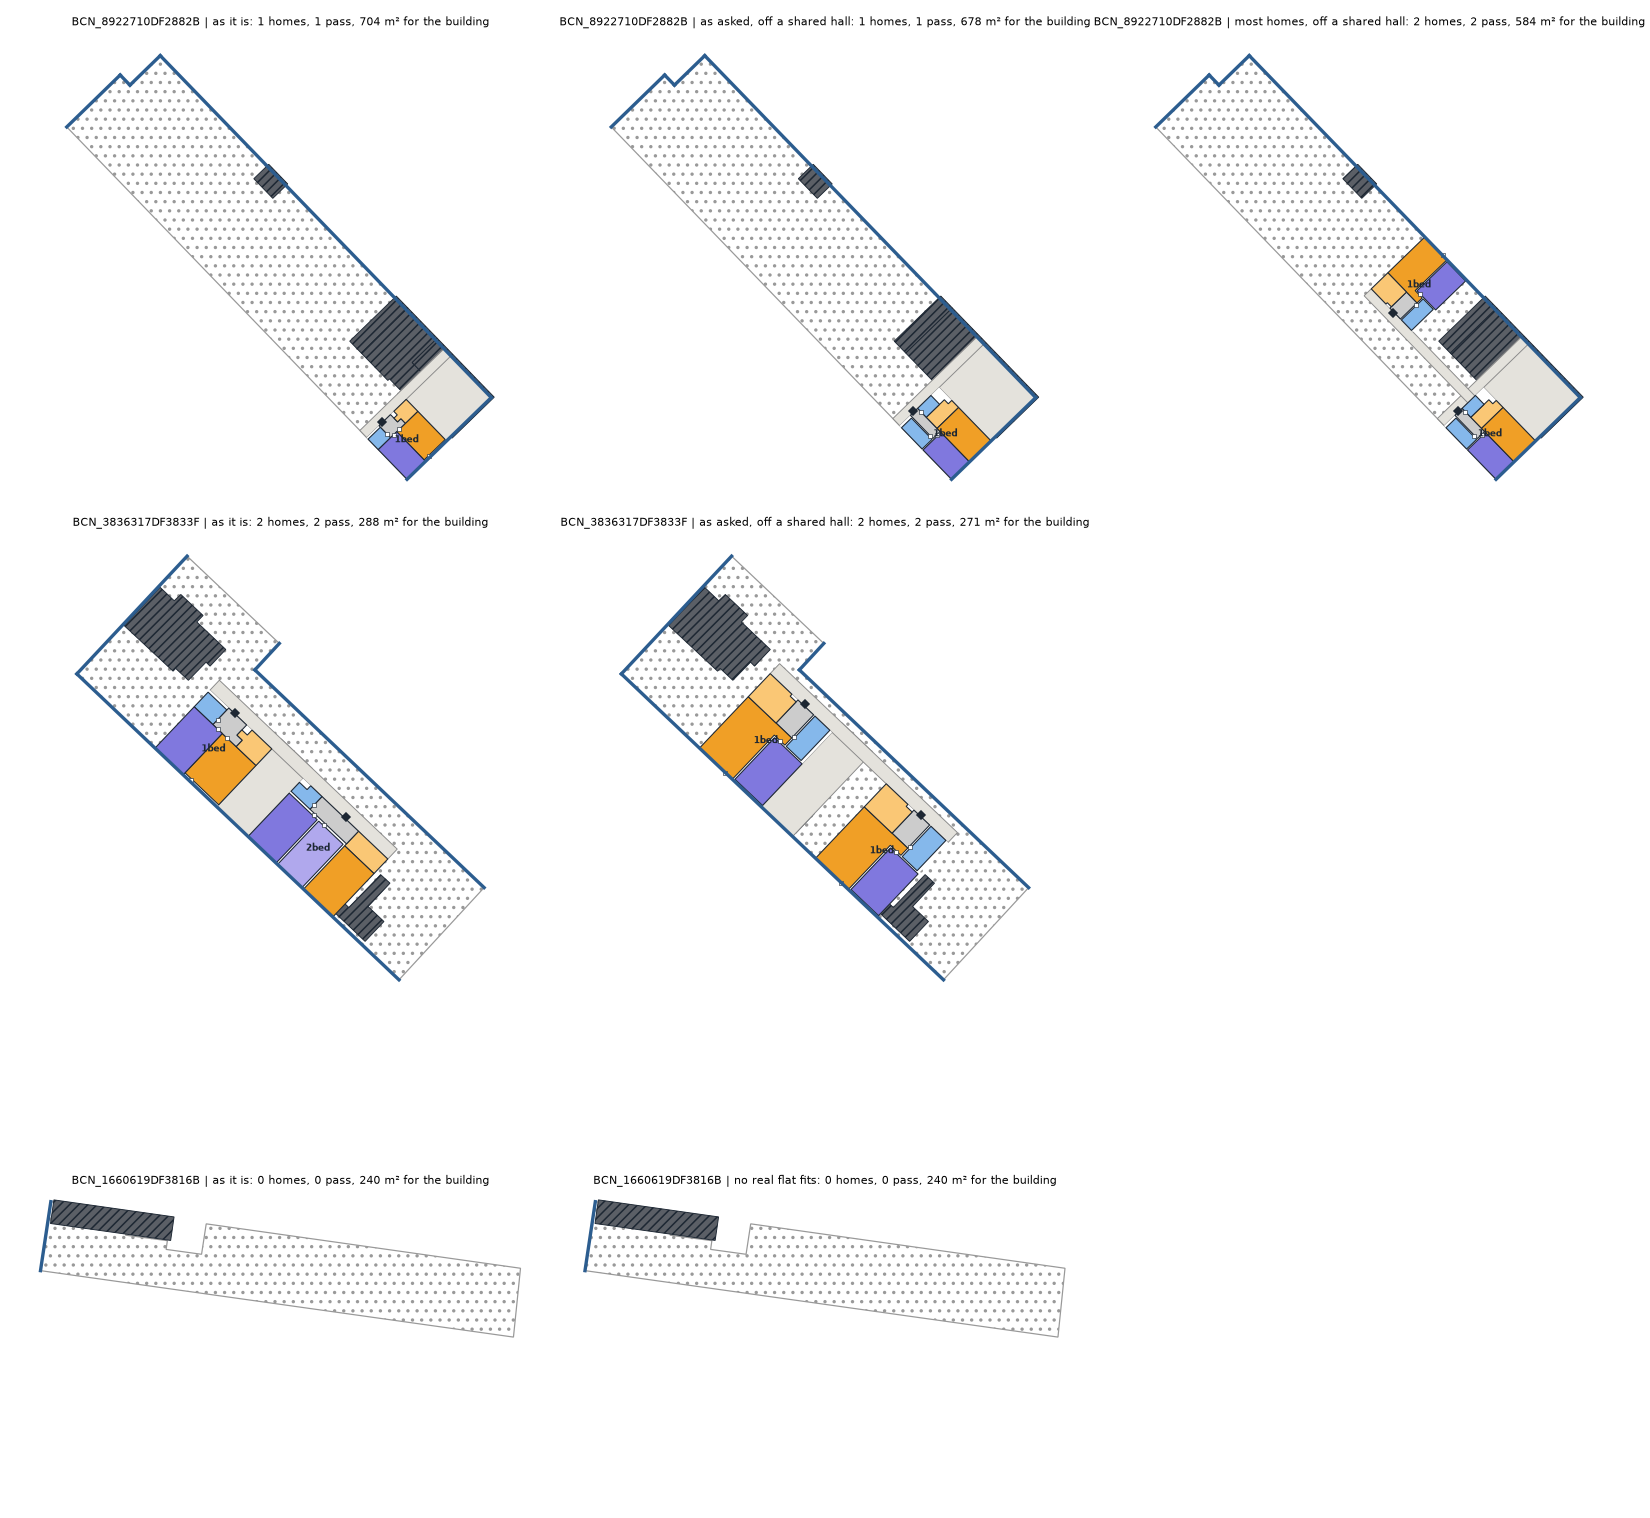 BCN_8922710DF2882B | as it is: 1 homes, 1 pass, 704 m² for the building
BCN_8922710DF2882B | as asked, off a shared hall: 1 homes, 1 pass, 678 m² for the building
BCN_8922710DF2882B | most homes, off a shared hall: 2 homes, 2 pass, 584 m² for the building
1bed
1bed
1bed
1bed
BCN_3836317DF3833F | as it is: 2 homes, 2 pass, 288 m² for the building
BCN_3836317DF3833F | as asked, off a shared hall: 2 homes, 2 pass, 271 m² for the building
1bed
2bed
1bed
1bed
BCN_1660619DF3816B | as it is: 0 homes, 0 pass, 240 m² for the building
BCN_1660619DF3816B | no real flat fits: 0 homes, 0 pass, 240 m² for the building